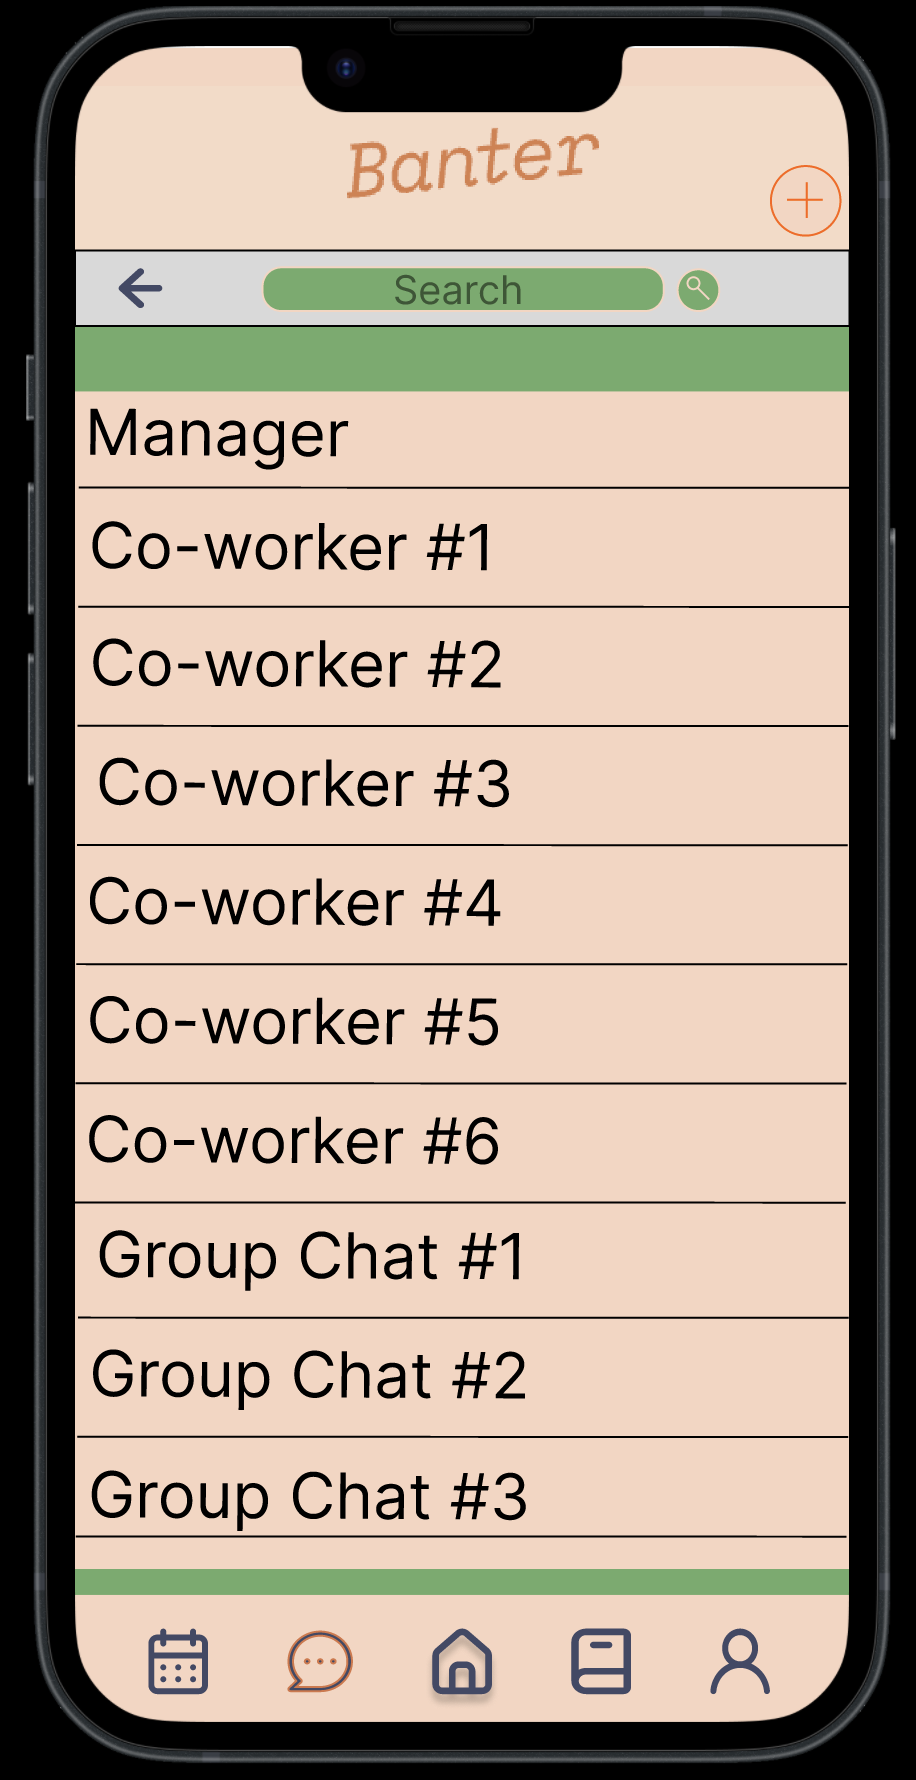 Banter
Search
Manager
Co-worker #1
Co-worker #2
Co-worker #3
Co-worker #4
Co-worker #5
Co-worker #6
Group Chat #1
Group Chat #2
Group Chat #3